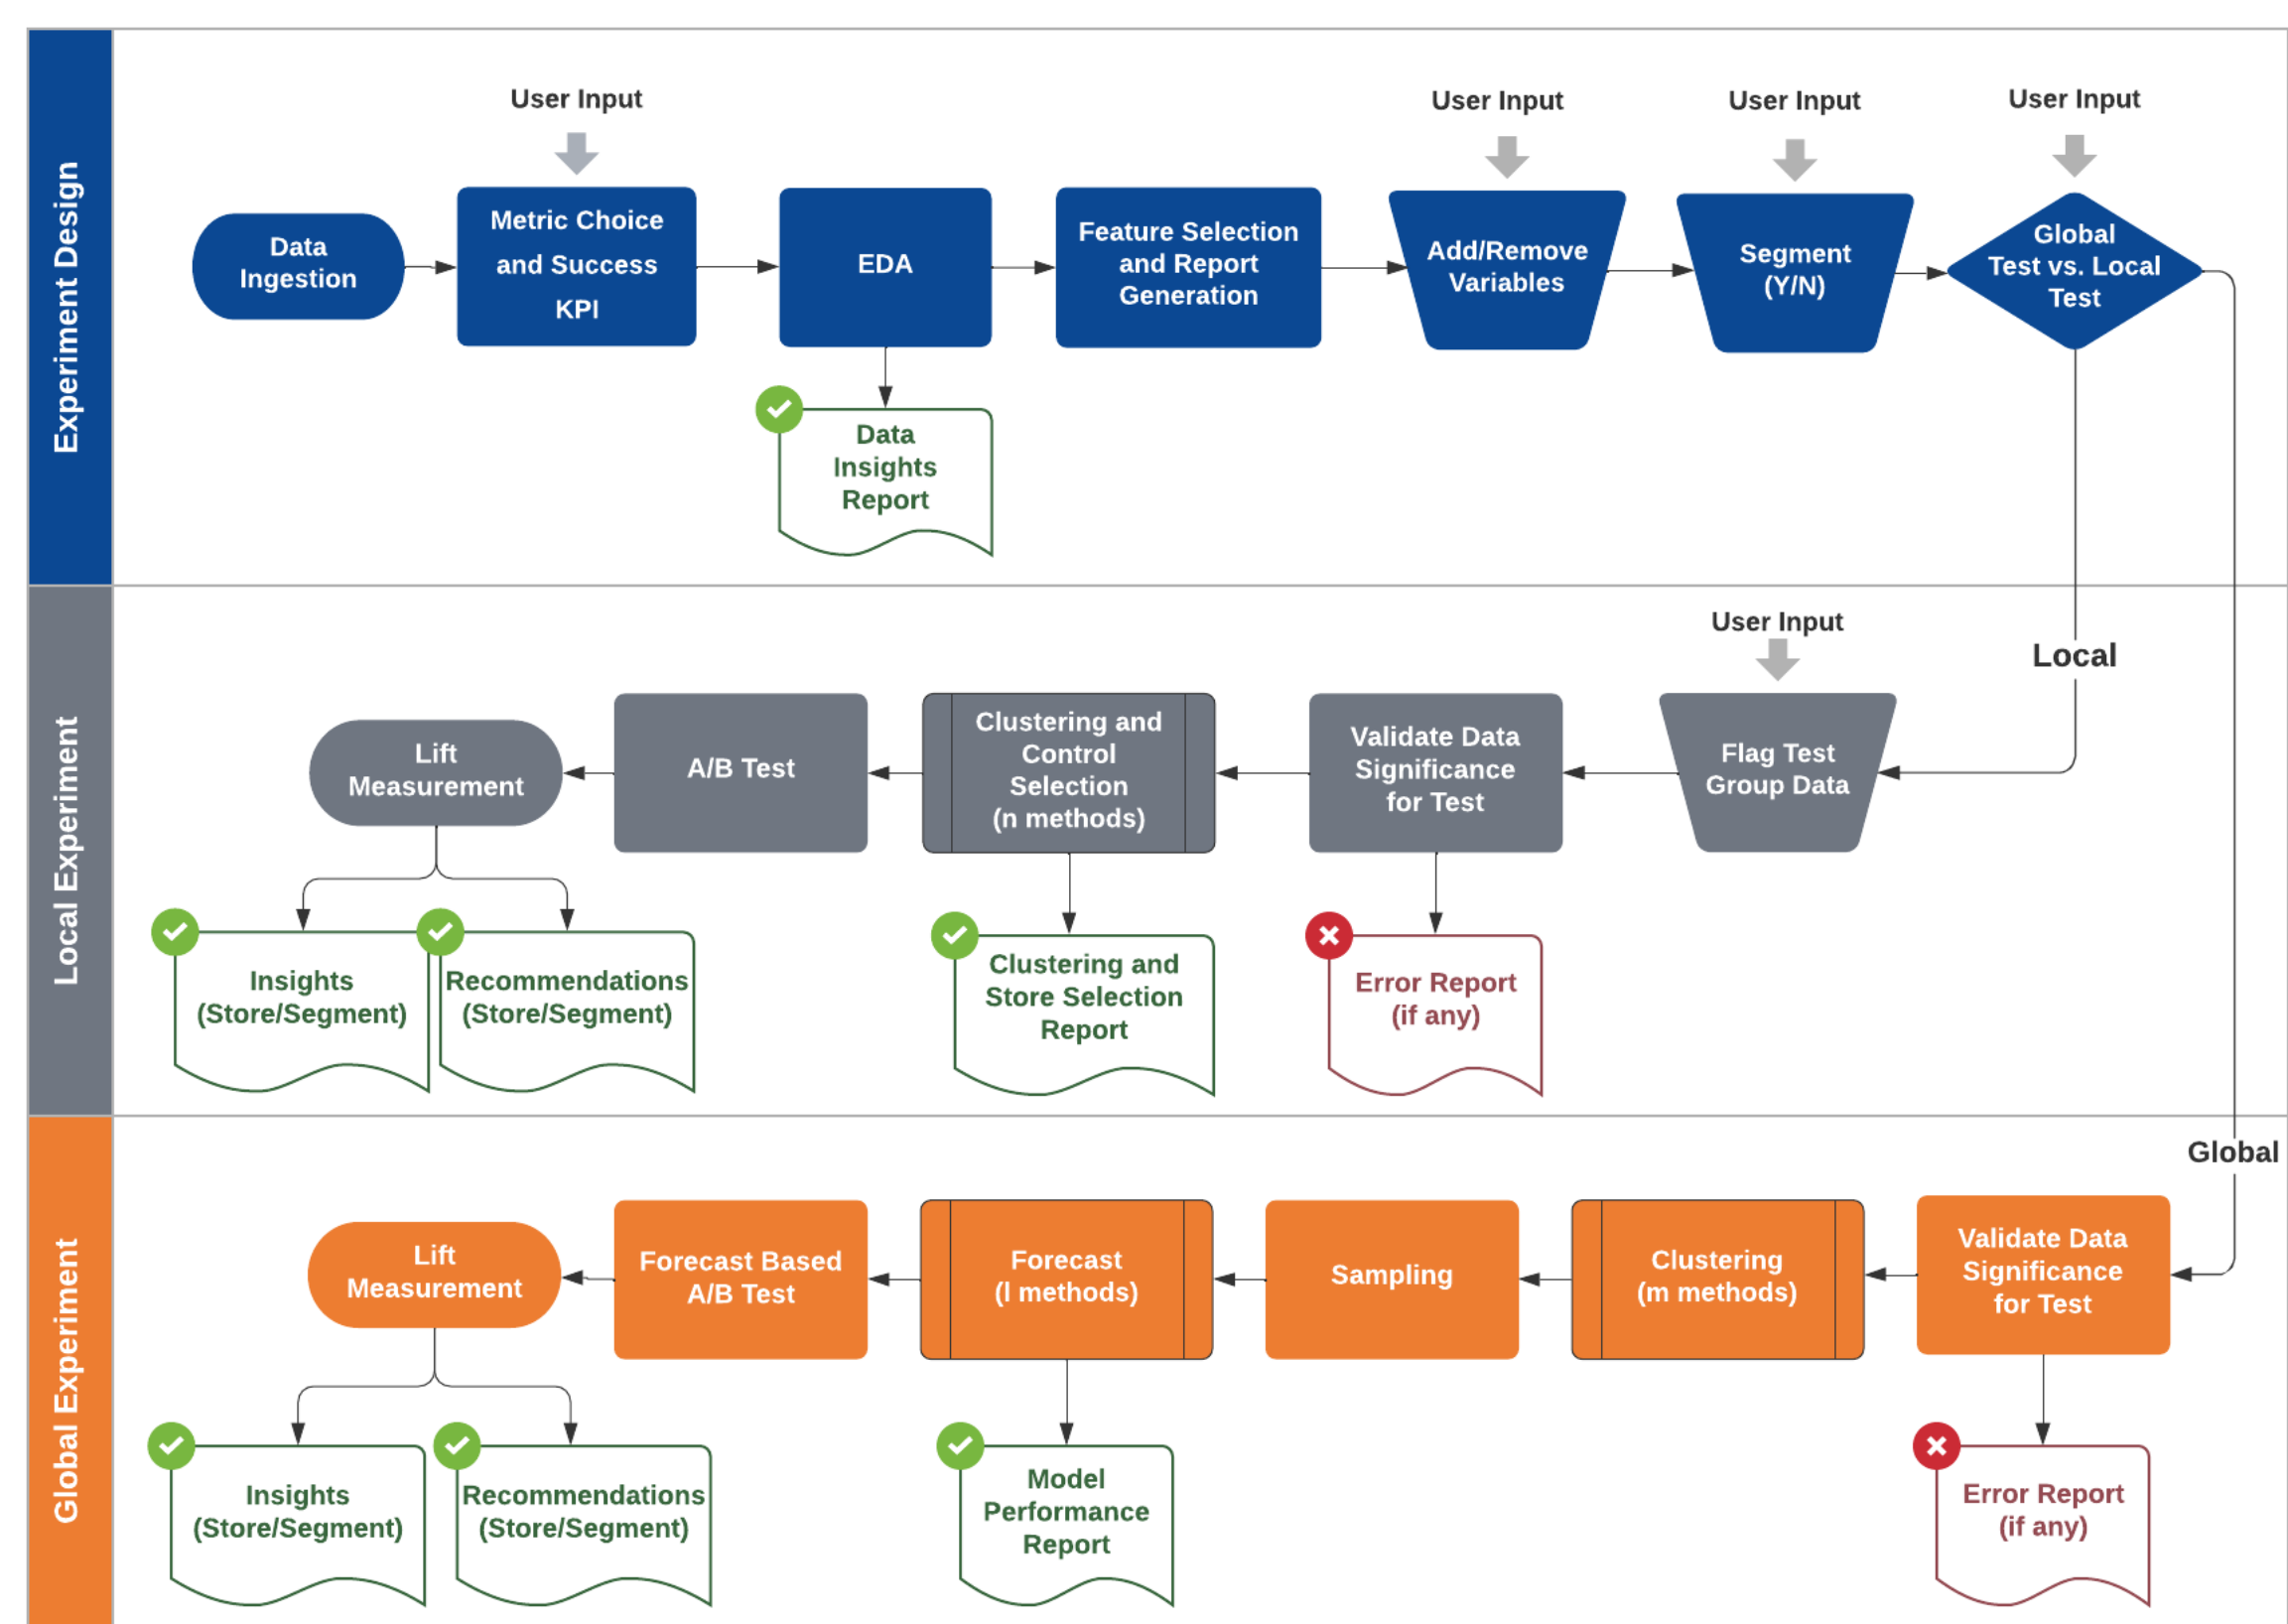 Experiment Design
User Input
User Input
User Input
User Input
Data
Ingestion
Metric Choice
and Success
KPI
EDA
Feature Selection
and Report
Generation
Add/Remove
Variables
Segment
(Y/N)
Global
Test vs. Local
Test
Data
Insights
Report
Local Experiment
User Input
Local
Lift
Measurement
A/B Test
Clustering and
Control
Selection
(n methods)
Validate Data
Significance
for Test
Flag Test
Group Data
Insights
(Store/Segment)
Recommendations
(Store/Segment)
Clustering and
Store Selection
Report
Error Report
(if any)
Global Experiment
Global
Lift
Measurement
Forecast Based
A/B Test
Forecast
(l methods)
Sampling
Clustering
(m methods)
Validate Data
Significance
for Test
Insights
(Store/Segment)
Recommendations
(Store/Segment)
Model
Performance
Report
Error Report
(if any)